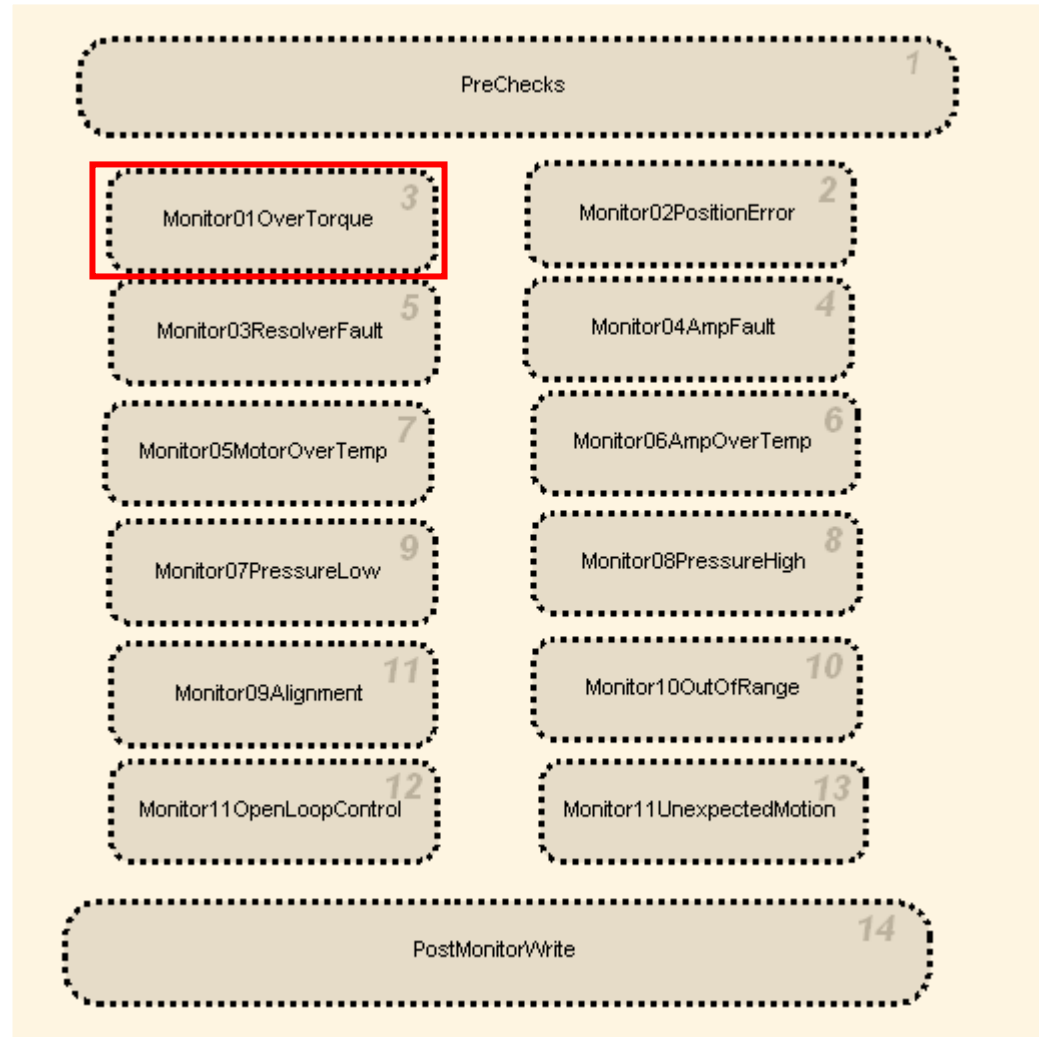 1
PreChecks
3
Monitor01OverTorque
2
Monitor02PositionError
5
Monitor03ResolverFault
4
Monitor04AmpFault
7
Monitor05MotorOverTemp
6
Monitor06AmpOverTemp
9
Monitor07PressureLow
8
Monitor08PressureHigh
11
Monitor09Alignment
10
Monitor10OutOfRange
12
Monitor11OpenLoopControl
13
Monitor11UnexpectedMotion
14
PostMonitorWrite